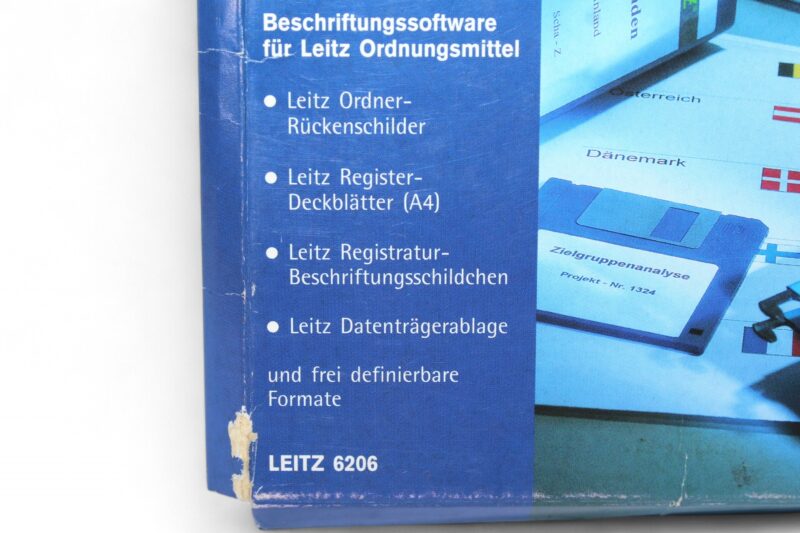 Beschriftungssoftware
für Leitz Ordnungsmittel
Leitz Ordner-
Rückenschilder
Leitz Register-
Deckblätter (A4)
Leitz Registratur-
Beschriftungsschildchen
Leitz Datenträgerablage
und frei definierbare
Formate
LEITZ 6206
Scha - Z
Österreich
Dänemark
Zielgruppenanalyse
Projekt - Nr. 1324